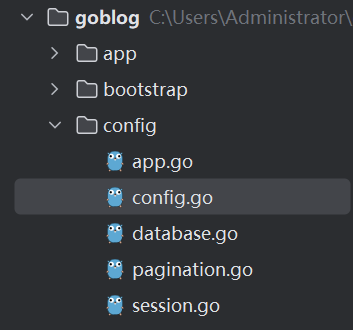 goblog C:\Users\Administrator\
app
bootstrap
config
app.go
config.go
database.go
pagination.go
session.go